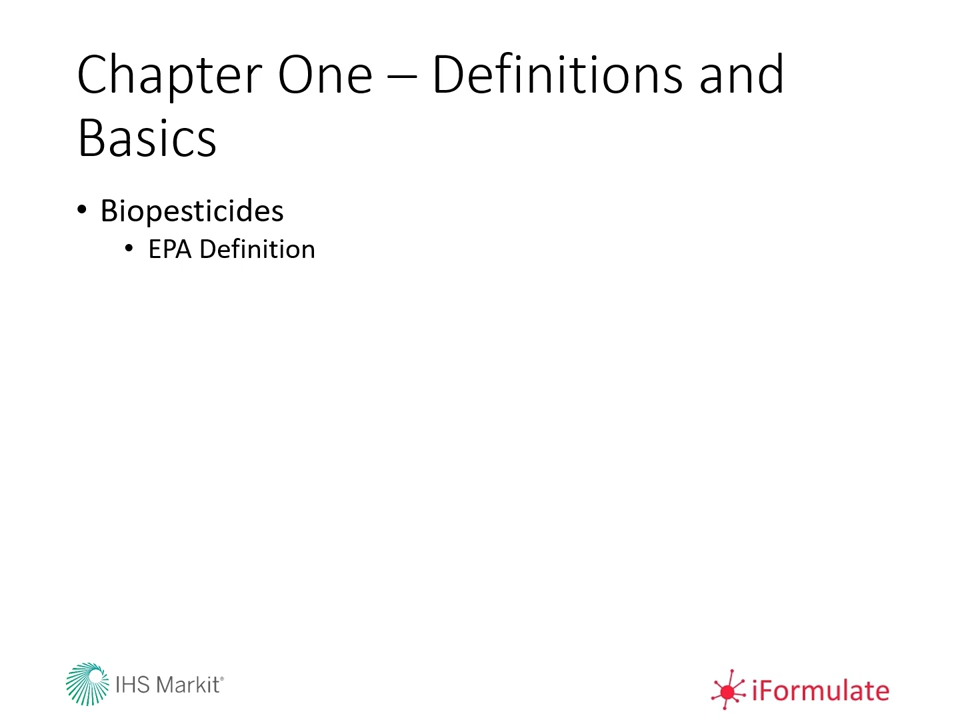 Chapter One – Definitions and
Basics
• Biopesticides
• EPA Definition
IHS Markit®
iFormulate